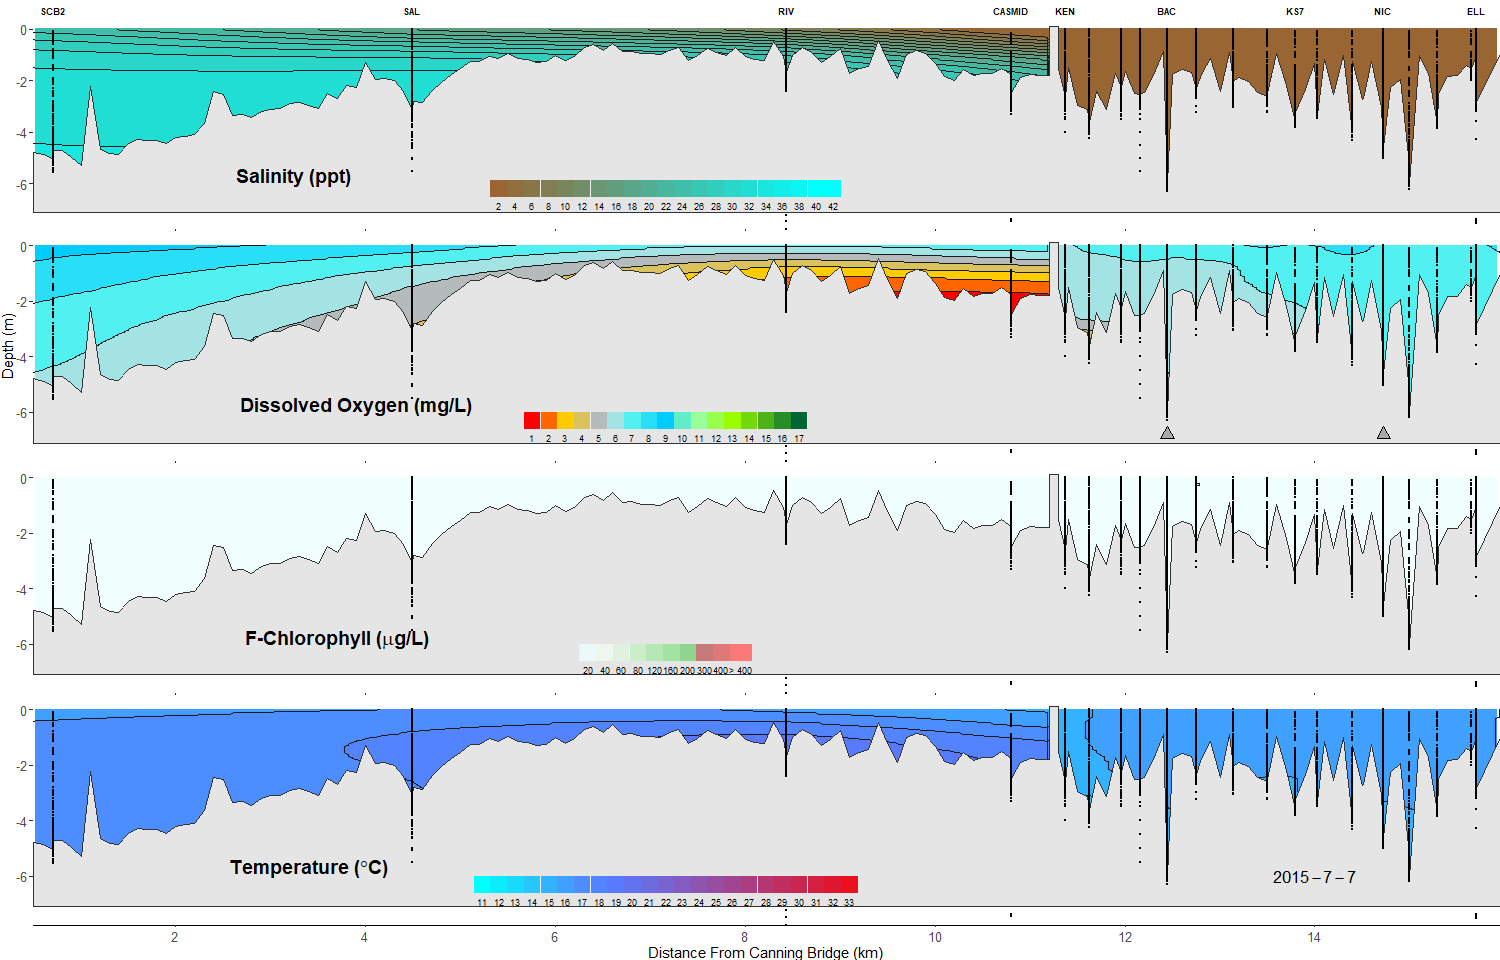 SCB2 SAL RIV CASMID KEN BAC KS7 NIC ELL
0
-2
-4
-6
Salinity (ppt)
2 4 6 8 10 12 14 16 18 20 22 24 26 28 30 32 34 36 38 40 42
0
-2
-4
-6
Depth (m)
Dissolved Oxygen (mg/L)
1 2 3 4 5 6 7 8 9 10 11 12 13 14 15 16 17
0
-2
-4
-6
F-Chlorophyll (μg/L)
20 40 60 80 120 160 200 300 400 > 400
0
-2
-4
-6
Temperature (°C)
2015 – 7 – 7
11 12 13 14 15 16 17 18 19 20 21 22 23 24 25 26 27 28 29 30 31 32 33
2 4 6 8 10 12 14
Distance From Canning Bridge (km)